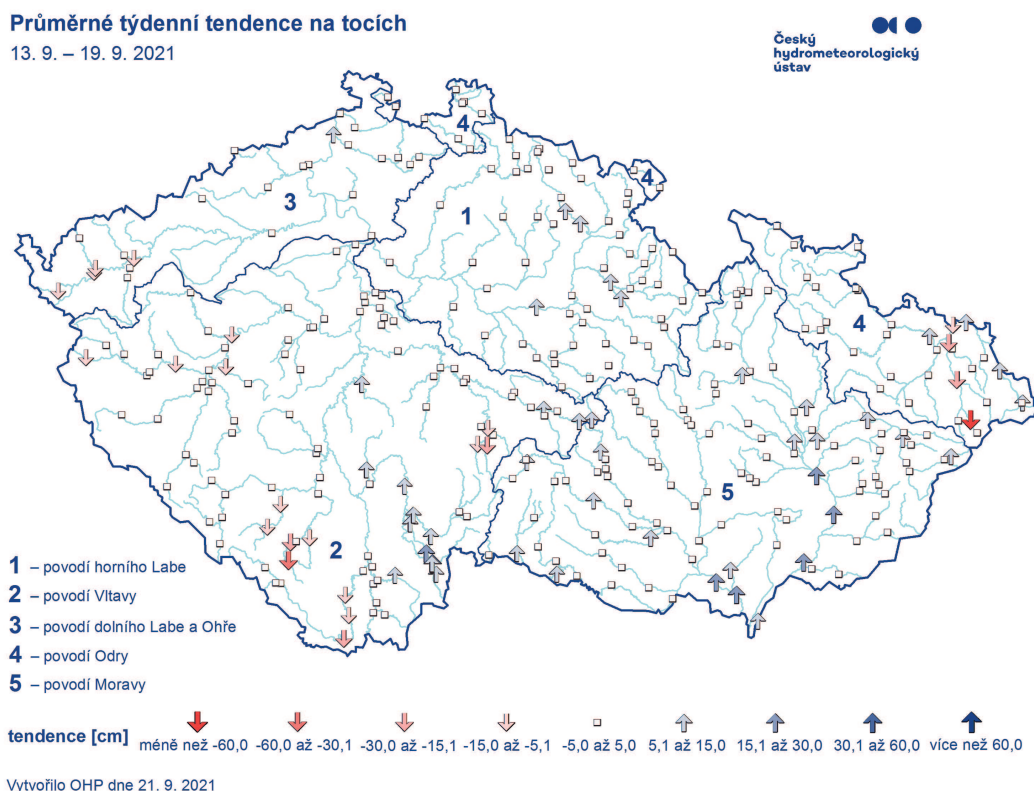 Průměrné týdenní tendence na tocích
13. 9. – 19. 9. 2021
Český
hydrometeorologický
ústav
4
4
3
1
4
5
2
1 – povodí horního Labe
2 – povodí Vltavy
3 – povodí dolního Labe a Ohře
4 – povodí Odry
5 – povodí Moravy
tendence [cm]
méně než -60,0
-60,0 až -30,1
-30,0 až -15,1
-15,0 až -5,1
-5,0 až 5,0
5,1 až 15,0
15,1 až 30,0
30,1 až 60,0
více než 60,0
Vytvořilo OHP dne 21. 9. 2021